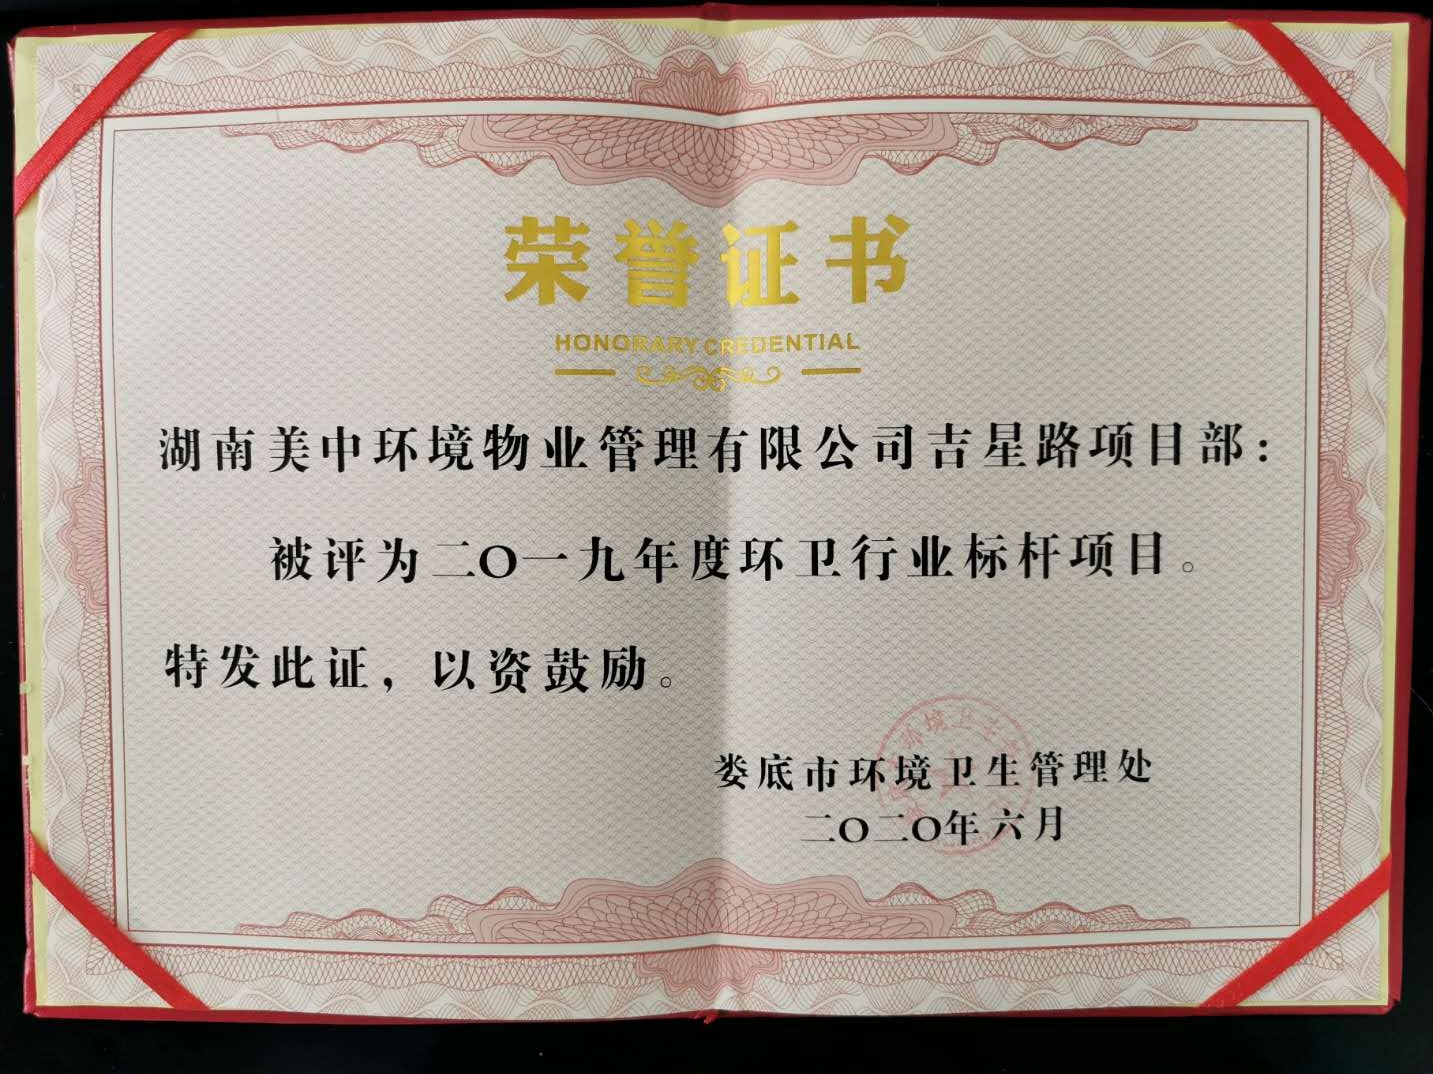 荣誉证书
HONORARY CREDENTIAL
湖南美中环境物业管理有限公司吉星路项目部：
被评为二〇一九年度环卫行业标杆项目。
特发此证，以资鼓励。
娄底市环境卫生管理处
二〇二〇年六月